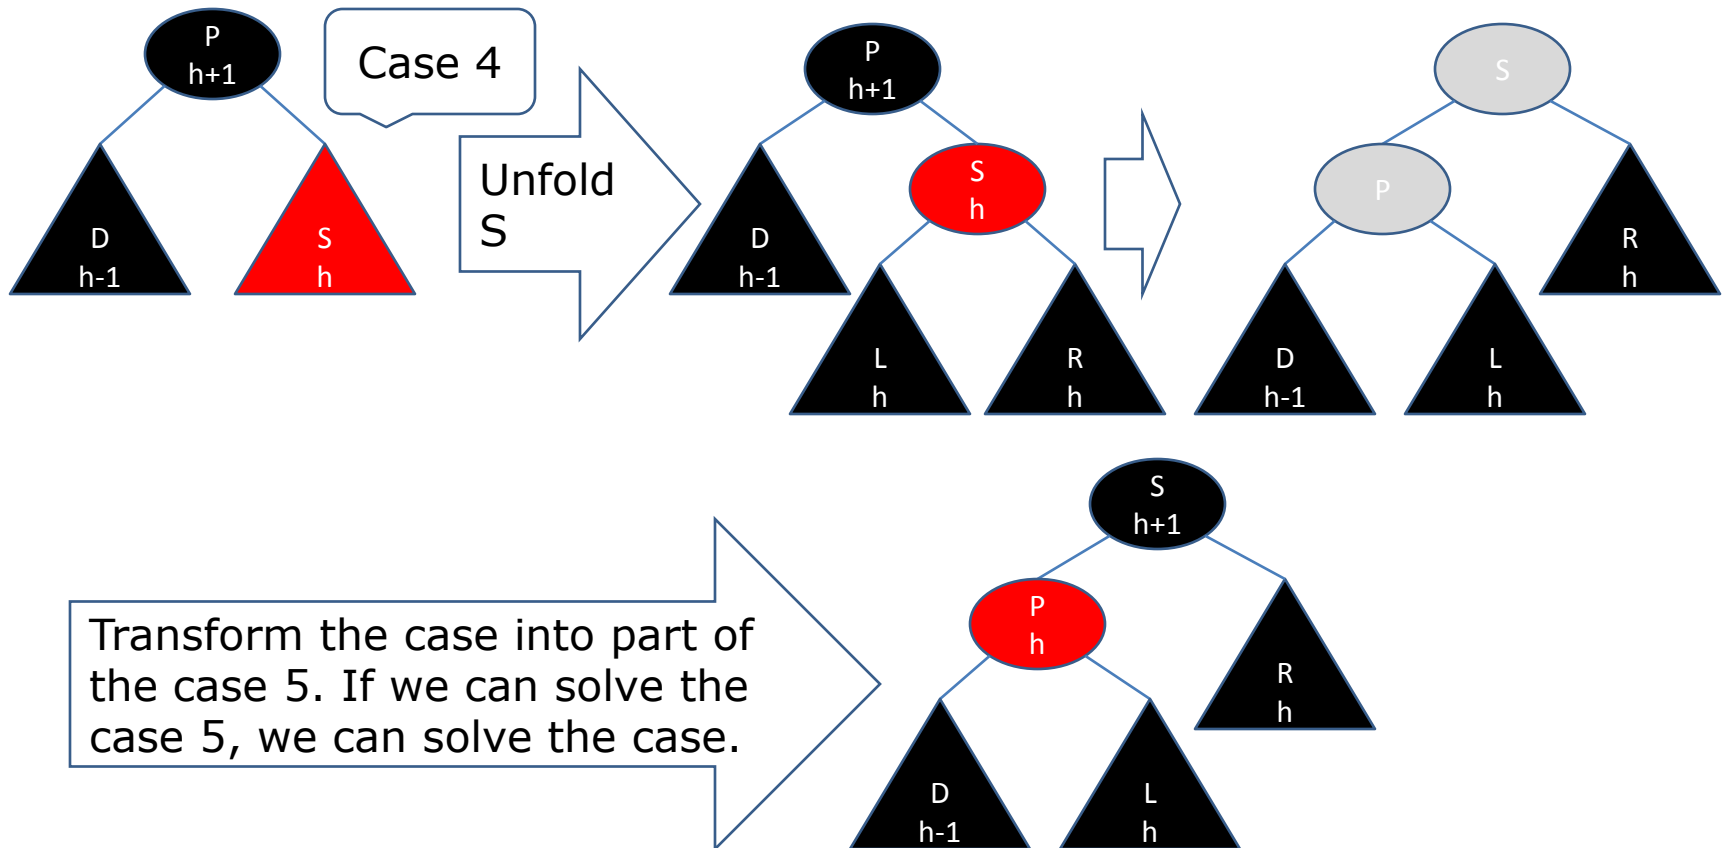 P
h+1
Case 4
D
h-1
S
h
Unfold
S
P
h+1
S
h
D
h-1
L
h
R
h
S
P
R
h
D
h-1
L
h
Transform the case into part of
the case 5. If we can solve the
case 5, we can solve the case.
S
h+1
P
h
R
h
D
h-1
L
h